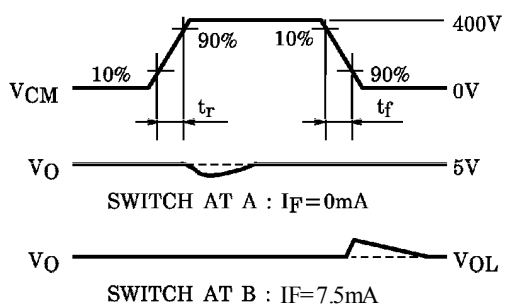 400V
90% 10%
10% 90%
VCM 0V
tr tf
VO 5V
SWITCH AT A : IF=0mA
VO VOL
SWITCH AT B : IF=7.5mA